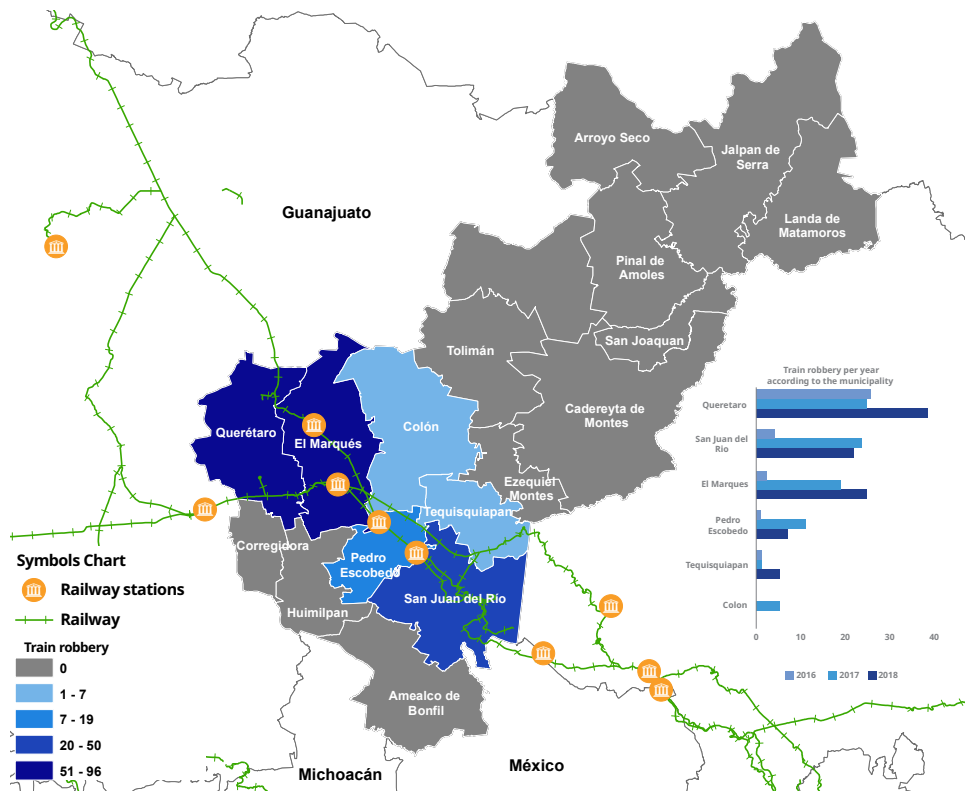 Arroyo Seco
Jalpan de
Serra
Guanajuato
Landa de
Matamoros
Pinal de
Amoles
San Joaquan
Tolimán
Train robbery per year
according to the municipality
Cadereyta de
Montes
Queretaro
San Juan del
Rio
El Marques
Pedro
Escobedo
Tequisquiapan
Colon
0
10
20
30
40
2016
2017
2018
Querétaro
El Marqués
Colón
Ezequiel
Montes
Tequisquiapan
Corregidora
Pedro
Escobedo
San Juan del Río
Huimilpan
Amealco de
Bonfil
Michoacán
México
Symbols Chart
Railway stations
Railway
Train robbery
0
1 - 7
7 - 19
20 - 50
51 - 96